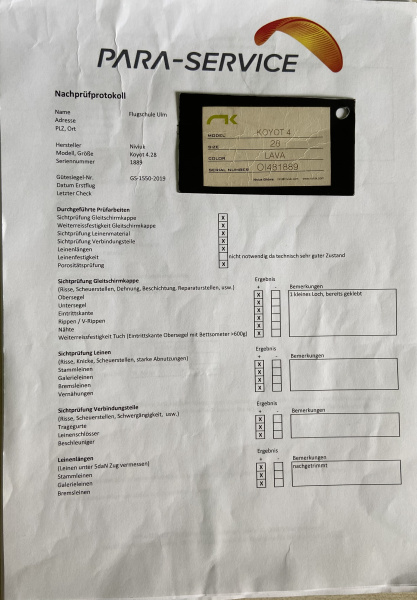 PARA-SERVICE
Nachprüfprotokoll
Name Flugschule Ulm
Adresse
PLZ, Ort
Hersteller Niviuk
Modell, Größe Koyot 4.28
Seriennummer 1889
Gütesiegel-Nr. GS-1550-2019
Datum Erstflug
Letzter Check
MODEL KOYOT 4
SIZE 28
COLOR LAVA
SERIAL NUMBER OI481889
Durchgeführte Prüfarbeiten
Sichtprüfung Gleitschirmkappe X
Weiterreissfestigkeit Gleitschirmkappe X
Sichtprüfung Leinenmaterial X
Sichtprüfung Verbindungsteile X
Leinenlängen X
Leinenfestigkeit nicht notwendig da technisch sehr guter Zustand
Porositätsprüfung X
Sichtprüfung Gleitschirmkappe Ergebnis
(Risse, Scheuerstellen, Dehnung, Beschichtung, Reparaturstellen, usw.) + - Bemerkungen
Obersegel X 1 kleines Loch, bereits geklebt
Untersegel X
Eintrittskante X
Rippen / V-Rippen X
Nähte X
Weiterreissfestigkeit Tuch (Eintrittskante Obersegel mit Bettsometer >600g) X
Sichtprüfung Leinen Ergebnis
(Risse, Knicke, Scheuerstellen, starke Abnutzungen) + - Bemerkungen
Stammleinen X
Galerieleinen X
Bremsleinen X
Vernähungen X
Sichtprüfung Verbindungsteile Ergebnis
(Risse, Scheuerstellen, Schwergängigkeit, usw.) + - Bemerkungen
Tragegurte X
Leinenschlösser X
Beschleuniger X
Leinenlängen Ergebnis
(Leinen unter 5daN Zug vermessen) + - Bemerkungen
Stammleinen X nachgetrimmt
Galerieleinen X
Bremsleinen X